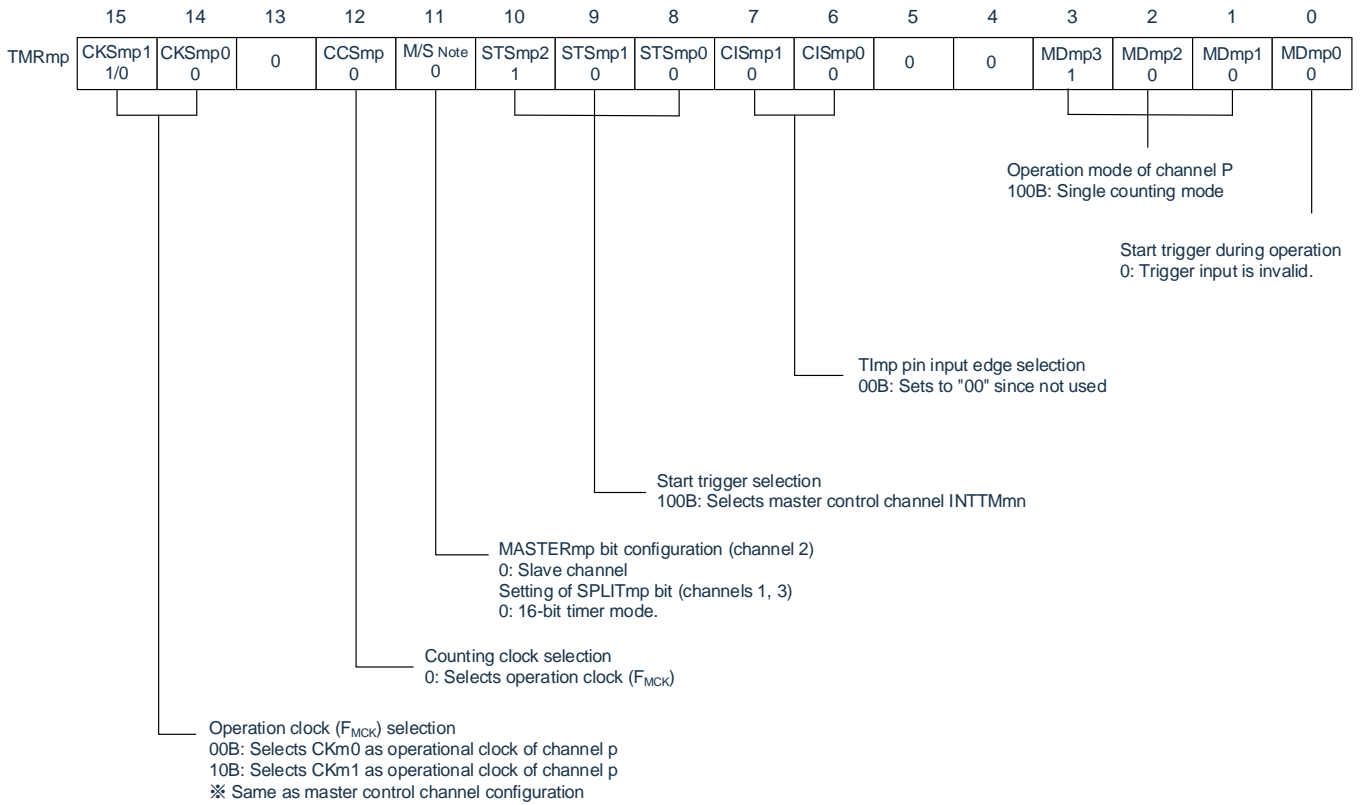 15 14 13 12 11 10 9 8 7 6 5 4 3 2 1 0
TMRmp CKSmp1 CKSmp0 0 CCSmp M/S Note STSmp2 STSmp1 STSmp0 CISmp1 CISmp0 0 0 MDmp3 MDmp2 MDmp1 MDmp0
1/0 0 0 0 1 0 0 0 0 1 0 0 0
Operation mode of channel P
100B: Single counting mode
Start trigger during operation
0: Trigger input is invalid.
TImp pin input edge selection
00B: Sets to "00" since not used
Start trigger selection
100B: Selects master control channel INTTMmn
MASTERmp bit configuration (channel 2)
0: Slave channel
Setting of SPLITmp bit (channels 1, 3)
0: 16-bit timer mode.
Counting clock selection
0: Selects operation clock (FMCK)
Operation clock (FMCK) selection
00B: Selects CKm0 as operational clock of channel p
10B: Selects CKm1 as operational clock of channel p
※ Same as master control channel configuration